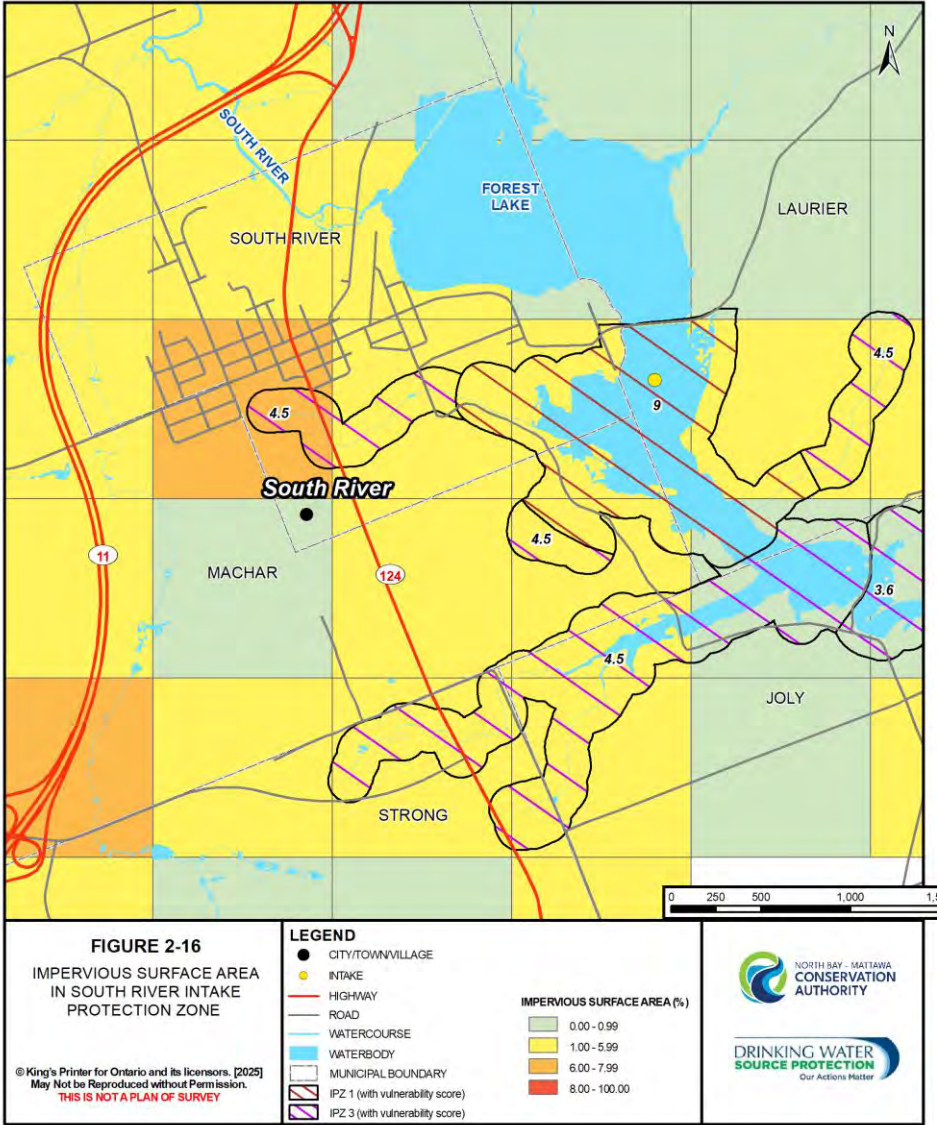 N
SOUTH RIVER
FOREST
LAKE
LAURIER
SOUTH RIVER
4.5
9
4.5
South River
4.5
11
MACHAR
124
3.6
4.5
JOLY
STRONG
0 250 500 1,000
FIGURE 2-16
IMPERVIOUS SURFACE AREA
IN SOUTH RIVER INTAKE
PROTECTION ZONE
© King's Printer for Ontario and its licensors. [2025]
May Not be Reproduced without Permission.
THIS IS NOT A PLAN OF SURVEY
LEGEND
CITY/TOWN/VILLAGE
INTAKE
HIGHWAY
ROAD
WATERCOURSE
WATERBODY
MUNICIPAL BOUNDARY
IPZ 1 (with vulnerability score)
IPZ 3 (with vulnerability score)
IMPERVIOUS SURFACE AREA (%)
0.00 - 0.99
1.00 - 5.99
6.00 - 7.99
8.00 - 100.00
NORTH BAY - MATTAWA
CONSERVATION
AUTHORITY
DRINKING WATER
SOURCE PROTECTION
Our Actions Matter